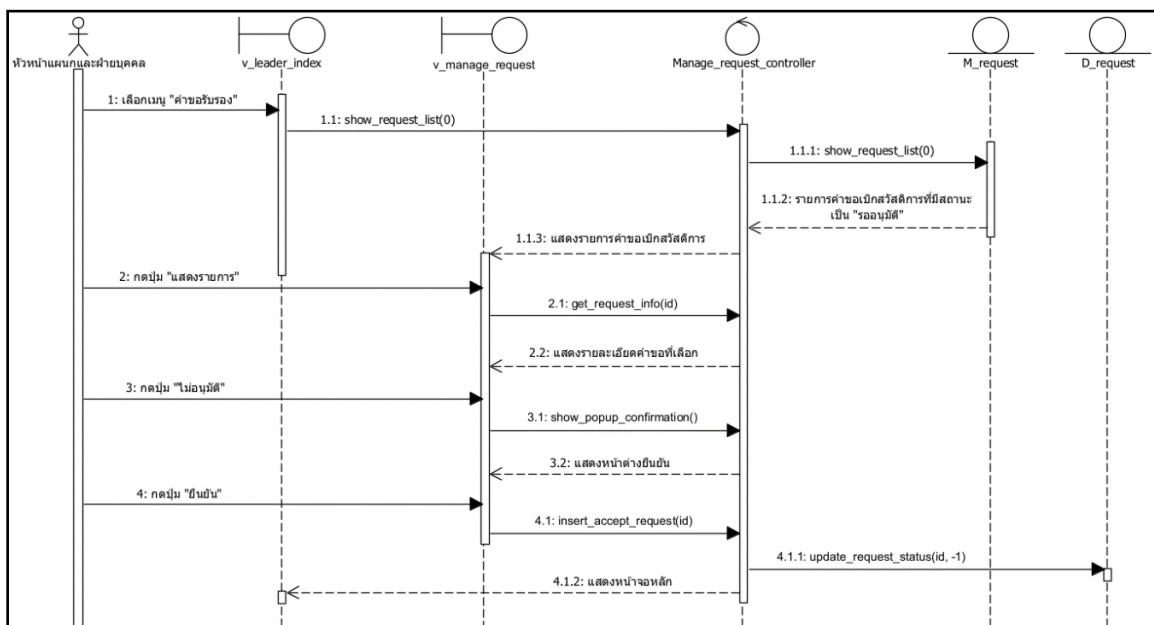 หัวหน้าแผนกและฝ่ายบุคคล
v_leader_index
v_manage_request
Manage_request_controller
M_request
D_request
1: เลือกเมนู "คำขอรับรอง"
1.1: show_request_list(0)
1.1.1: show_request_list(0)
1.1.2: รายการคำขอเบิกสวัสดิการที่มีสถานะ
เป็น "รออนุมัติ"
1.1.3: แสดงรายการคำขอเบิกสวัสดิการ
2: กดปุ่ม "แสดงรายการ"
2.1: get_request_info(id)
2.2: แสดงรายละเอียดคำขอที่เลือก
3: กดปุ่ม "ไม่อนุมัติ"
3.1: show_popup_confirmation()
3.2: แสดงหน้าต่างยืนยัน
4: กดปุ่ม "ยืนยัน"
4.1: insert_accept_request(id)
4.1.1: update_request_status(id, -1)
4.1.2: แสดงหน้าจอหลัก